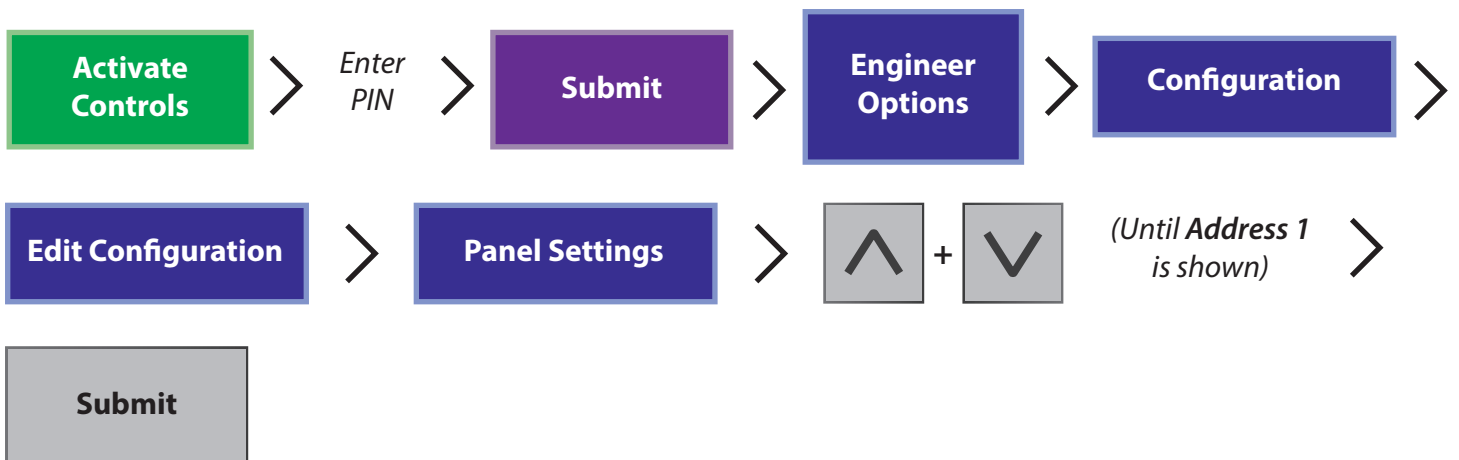 Activate
Controls
Enter
PIN
Submit
Engineer
Options
Configuration
Edit Configuration
Panel Settings
+
(Until Address 1
is shown)
Submit